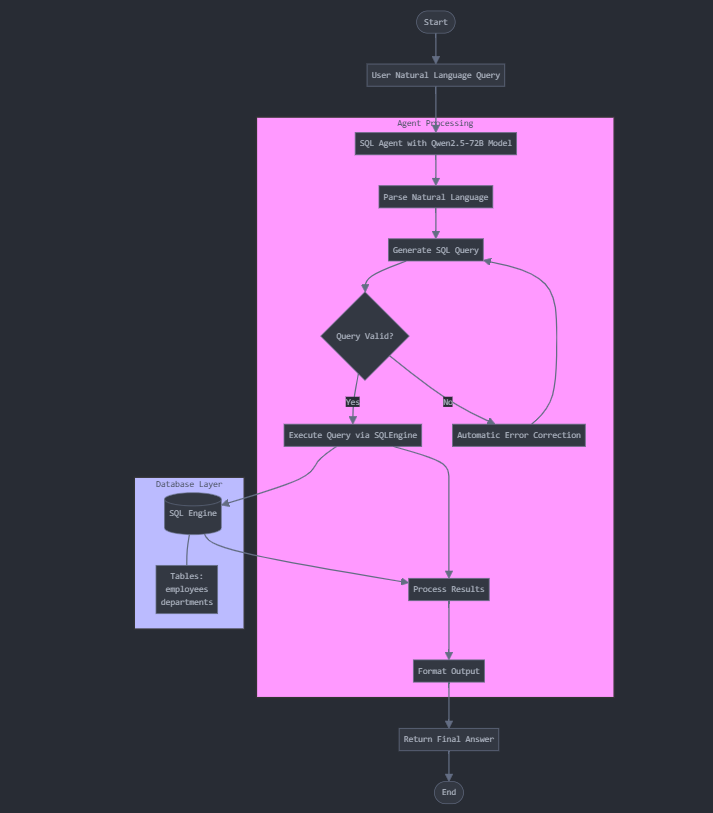 Start
User Natural Language Query
Agent Processing
SQL Agent with Qwen2.5-72B Model
Parse Natural Language
Generate SQL Query
Query Valid?
Yes
No
Execute Query via SQLEngine
Automatic Error Correction
Database Layer
SQL Engine
Tables:
employees
departments
Process Results
Format Output
Return Final Answer
End